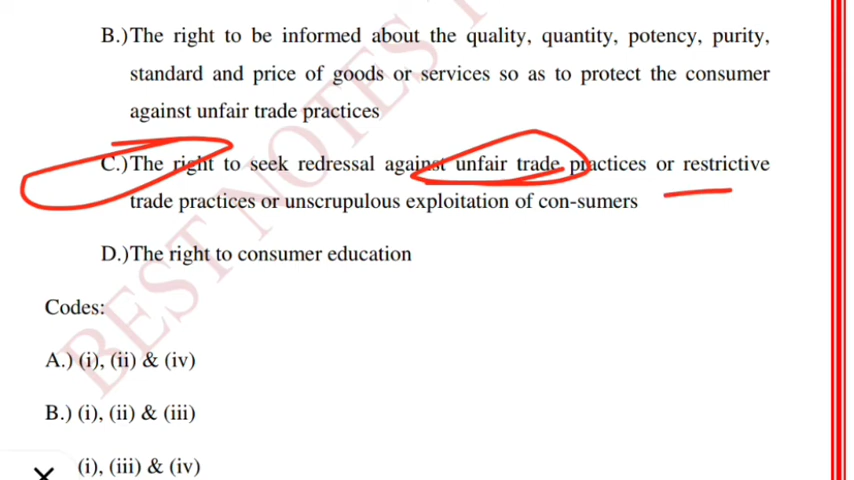 B.)The right to be informed about the quality, quantity, potency, purity,
standard and price of goods or services so as to protect the consumer
against unfair trade practices
C.)The right to seek redressal against unfair trade practices or restrictive
trade practices or unscrupulous exploitation of con-sumers
D.)The right to consumer education
Codes:
A.) (i), (ii) & (iv)
B.) (i), (ii) & (iii)
(i), (iii) & (iv)
BEST NOTES